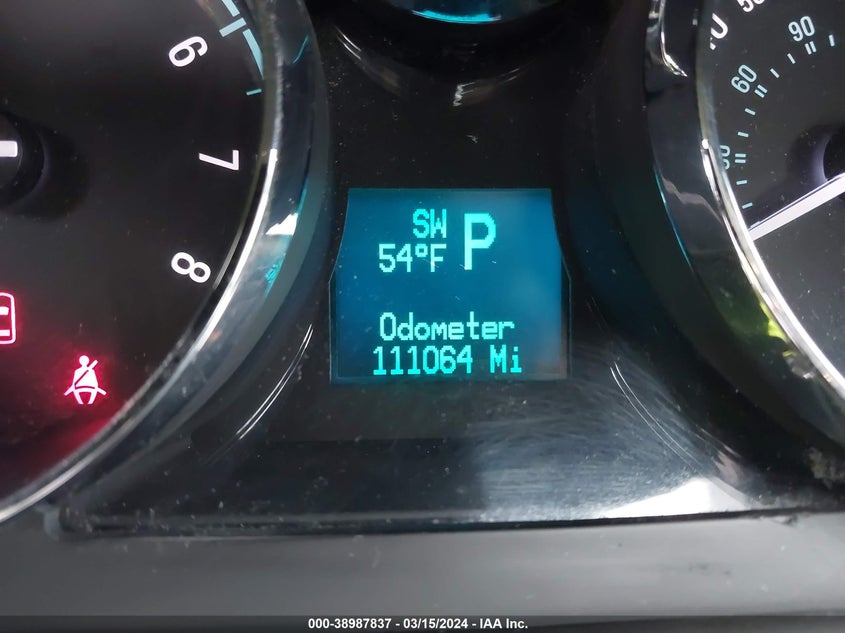 6
7
8
SW
54°F P
Odometer
111064 Mi
60
90
000-38987837 - 03/15/2024 - IAA Inc.